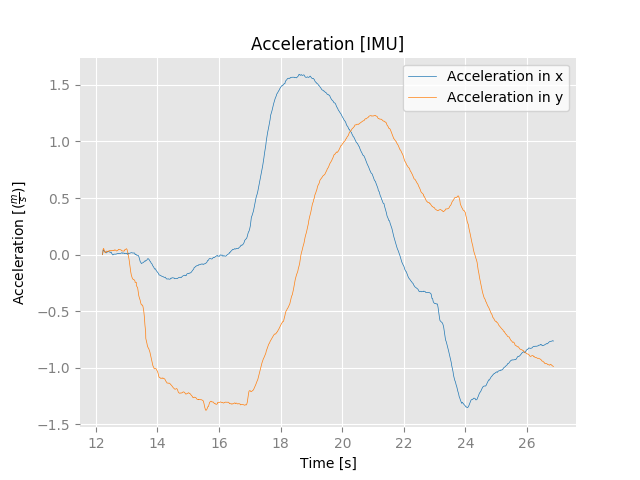 Acceleration [IMU]
Acceleration in x
Acceleration in y
1.5
1.0
0.5
0.0
−0.5
−1.0
−1.5
Acceleration [(m/s)]
12 14 16 18 20 22 24 26
Time [s]